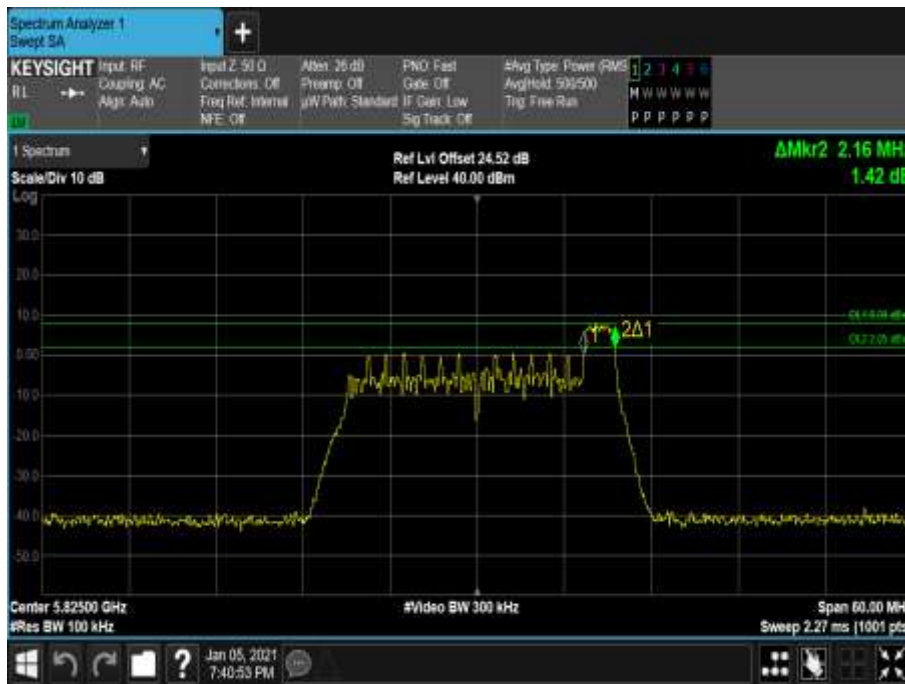 Spectrum Analyzer 1
Swept SA
+
KEYSIGHT
RL
Input: RF
Coupling: AC
Align: Auto
Input Z: 50 Ω
Corrections: Off
Freq Ref: Internal
NFE: Off
Atten: 26 dB
Preamp: Off
µW Path: Standard
PNO: Fast
Gate: Off
IF Gain: Low
Sig Track: Off
#Avg Type: Power (RMS
Avg|Hold: 500/500
Trig: Free Run
1 2 3 4 5 6
M W W W W W
P P P P P P
1 Spectrum
Scale/Div 10 dB
Log
Ref Lvl Offset 24.52 dB
Ref Level 40.00 dBm
ΔMkr2 2.16 MH
1.42 d
30.0
20.0
10.0
0.00
-10.0
-20.0
-30.0
-40.0
-50.0
2Δ1
Center 5.82500 GHz
#Res BW 100 kHz
#Video BW 300 kHz
Span 60.00 MH
Sweep 2.27 ms (1001 pts
?
Jan 05, 2021
7:40:53 PM